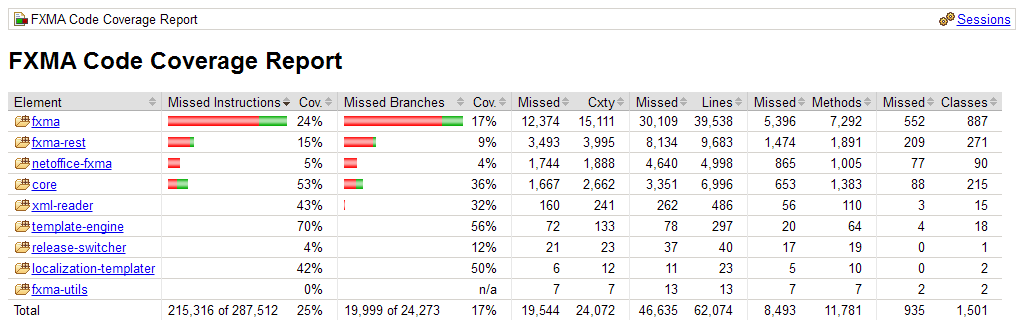 FXMA Code Coverage Report Sessions
FXMA Code Coverage Report
Element Missed Instructions Cov. Missed Branches Cov. Missed Cxty Missed Lines Missed Methods Missed Classes
fxma 24% 17% 12,374 15,111 30,109 39,538 5,396 7,292 552 887
fxma-rest 15% 9% 3,493 3,995 8,134 9,683 1,474 1,891 209 271
netoffice-fxma 5% 4% 1,744 1,888 4,640 4,998 865 1,005 77 90
core 53% 36% 1,667 2,662 3,351 6,996 653 1,383 88 215
xml-reader 43% 32% 160 241 262 486 56 110 3 15
template-engine 70% 56% 72 133 78 297 20 64 4 18
release-switcher 4% 12% 21 23 37 40 17 19 0 1
localization-templater 42% 50% 6 12 11 23 5 10 0 2
fxma-utils 0% n/a 7 7 13 13 7 7 2 2
Total 215,316 of 287,512 25% 19,999 of 24,273 17% 19,544 24,072 46,635 62,074 8,493 11,781 935 1,501